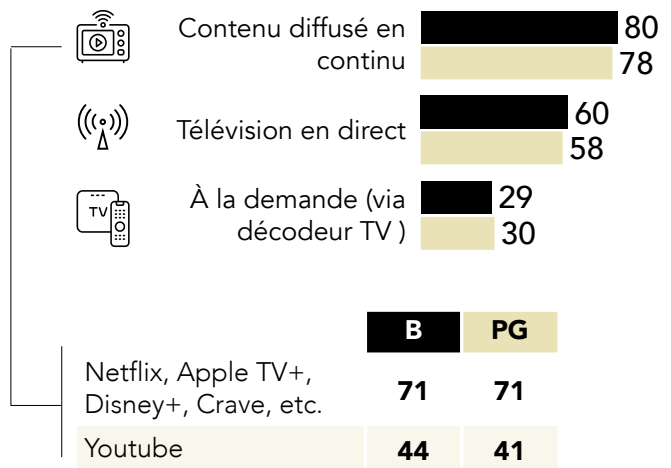 Contenu diffusé en
continu
80
78
Télévision en direct
60
58
TV
À la demande (via
décodeur TV )
29
30
B PG
Netflix, Apple TV+,
Disney+, Crave, etc.
71 71
Youtube 44 41